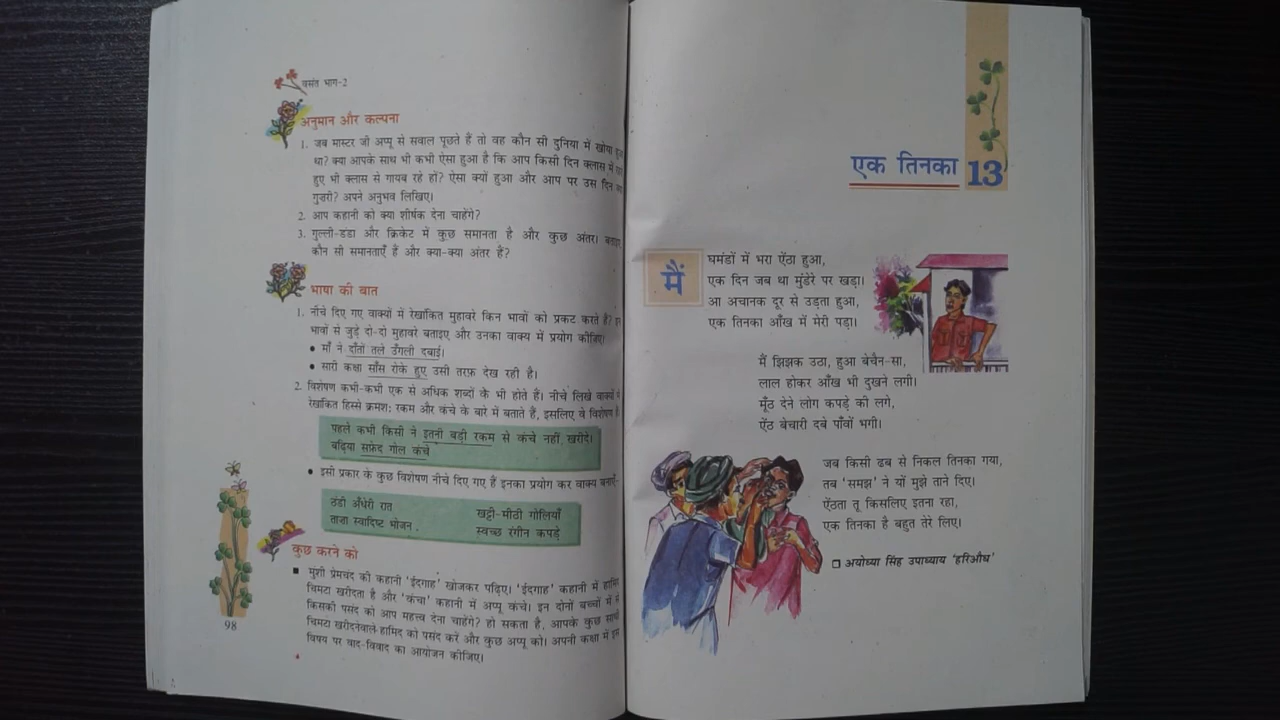 वसंत भाग-2
अनुमान और कल्पना
1. जब मास्टर जी अप्पू से सवाल पूछते हैं तो वह कौन सी दुनिया में खोया
था? क्या आपके साथ भी कभी ऐसा हुआ है कि आप किसी दिन क्लास में
हुए भी क्लास से गायब रहे हों? ऐसा क्यों हुआ और आप पर उस दिन
गुज़री? अपने अनुभव लिखिए।
2. आप कहानी को क्या शीर्षक देना चाहेंगे?
3. गुल्ली-डंडा और क्रिकेट में कुछ समानता है और कुछ अंतर। बताइए,
कौन सी समानताएँ हैं और क्या-क्या अंतर हैं?
भाषा की बात
1. नीचे दिए गए वाक्यों में रेखांकित मुहावरे किन भावों को प्रकट करते हैं? इन
भावों से जुड़े दो-दो मुहावरे बताइए और उनका वाक्य में प्रयोग कीजिए।
• माँ ने दाँतों तले उँगली दबाई।
• सारी कक्षा साँस रोके हुए उसी तरफ़ देख रही है।
2. विशेषण कभी-कभी एक से अधिक शब्दों के भी होते हैं। नीचे लिखे वाक्यों में
रेखांकित हिस्से क्रमशः रकम और कंचे के बारे में बताते हैं, इसलिए वे विशेषण हैं
पहले कभी किसी ने इतनी बड़ी रकम से कंचे नहीं खरीदे।
बढ़िया सफ़ेद गोल कंचे
• इसी प्रकार के कुछ विशेषण नीचे दिए गए हैं इनका प्रयोग कर वाक्य बनाएँ-
ठंडी अँधेरी रात खट्टी-मीठी गोलियाँ
ताज़ा स्वादिष्ट भोजन स्वच्छ रंगीन कपड़े
कुछ करने को
■ मुंशी प्रेमचंद की कहानी 'ईदगाह' खोजकर पढ़िए। 'ईदगाह' कहानी में हामिद
चिमटा खरीदता है और 'कंचा' कहानी में अप्पू कंचे। इन दोनों बच्चों में से
किसकी पसंद को आप महत्त्व देना चाहेंगे? हो सकता है, आपके कुछ साथी
चिमटा खरीदनेवाले हामिद को पसंद करें और कुछ अप्पू को। अपनी कक्षा में इस
विषय पर वाद-विवाद का आयोजन कीजिए।
98
एक तिनका 13
मैं घमंडों में भरा ऐंठा हुआ,
एक दिन जब था मुंडेरे पर खड़ा।
आ अचानक दूर से उड़ता हुआ,
एक तिनका आँख में मेरी पड़ा।
मैं झिझक उठा, हुआ बेचैन-सा,
लाल होकर आँख भी दुखने लगी।
मूँठ देने लोग कपड़े की लगे,
ऐंठ बेचारी दबे पाँवों भगी।
जब किसी ढब से निकल तिनका गया,
तब 'समझ' ने यों मुझे ताने दिए।
ऐंठता तू किसलिए इतना रहा,
एक तिनका है बहुत तेरे लिए।
❑ अयोध्या सिंह उपाध्याय 'हरिऔध'